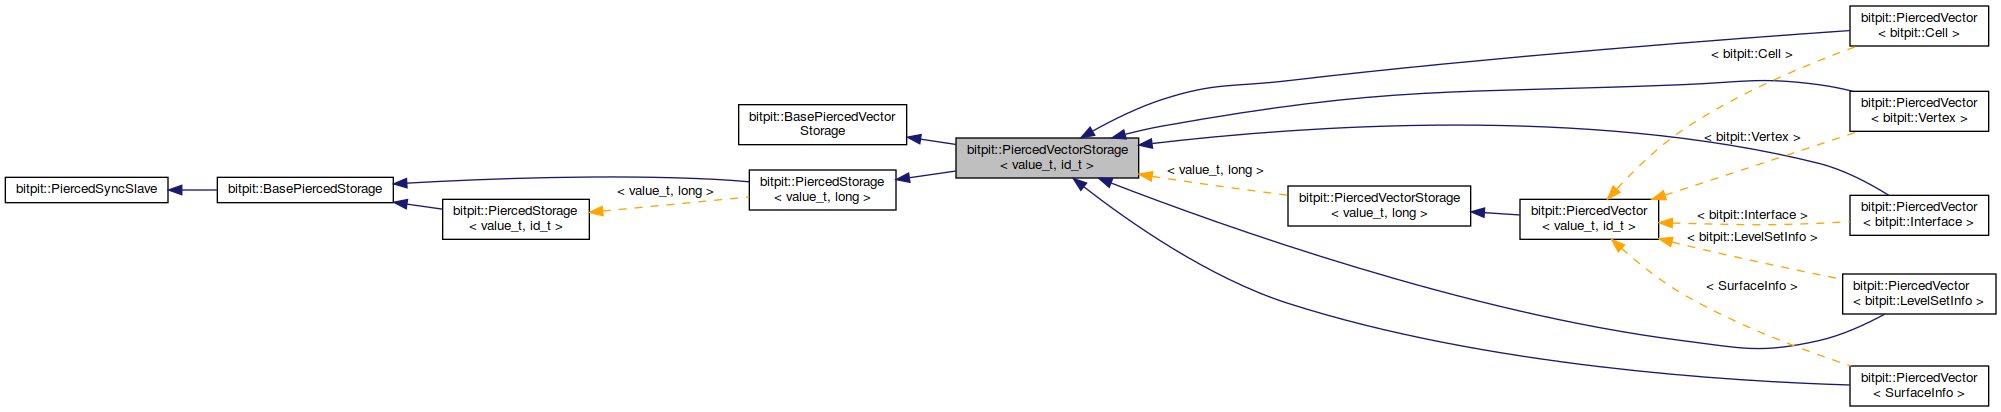 bitpit::PiercedSyncSlave
bitpit::BasePiercedStorage
bitpit::PiercedStorage
< value_t, id_t >
< value_t, long >
bitpit::BasePiercedVector
Storage
bitpit::PiercedStorage
< value_t, long >
bitpit::PiercedVectorStorage
< value_t, id_t >
< value_t, long >
bitpit::PiercedVectorStorage
< value_t, long >
bitpit::PiercedVector
< value_t, id_t >
< bitpit::Cell >
< bitpit::Vertex >
< bitpit::Interface >
< bitpit::LevelSetInfo >
< SurfaceInfo >
bitpit::PiercedVector
< bitpit::Cell >
bitpit::PiercedVector
< bitpit::Vertex >
bitpit::PiercedVector
< bitpit::Interface >
bitpit::PiercedVector
< bitpit::LevelSetInfo >
bitpit::PiercedVector
< SurfaceInfo >